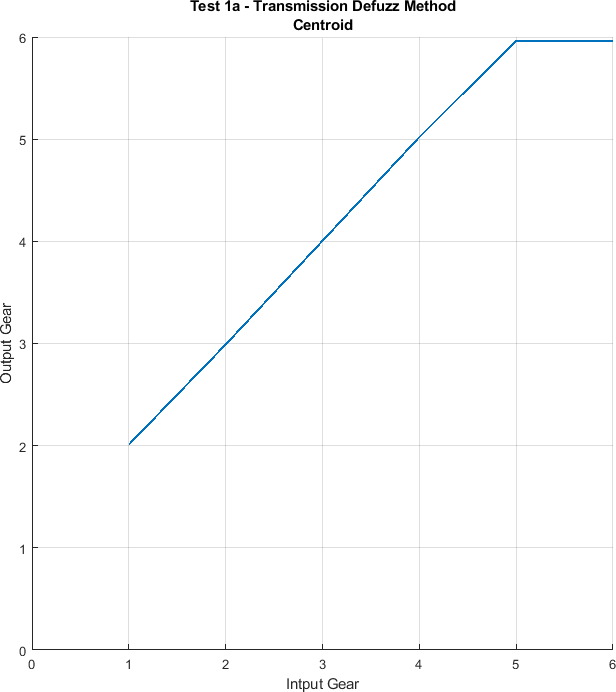 Test 1a - Transmission Defuzz Method
Centroid
Output Gear
6
5
4
3
2
1
0
0 1 2 3 4 5 6
Intput Gear